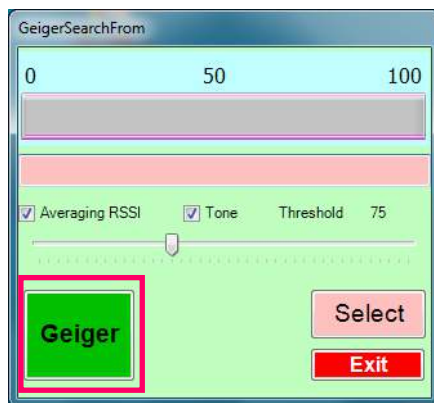 GeigerSearchFrom
0 50 100
Averaging RSSI Tone Threshold 75
Geiger
Select
Exit